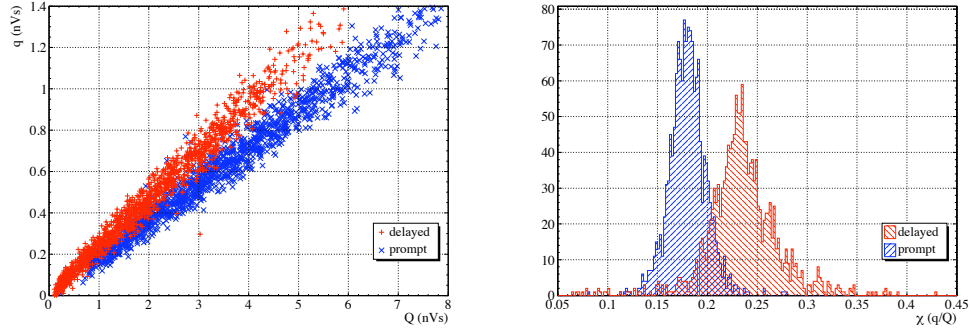 q (nVs)
1.4
1.2
1
0.8
0.6
0.4
0.2
0
delayed
prompt
0 1 2 3 4 5 6 7 8
Q (nVs)
80
70
60
50
40
30
20
10
0
delayed
prompt
0.05 0.1 0.15 0.2 0.25 0.3 0.35 0.4 0.45
χ (q/Q)